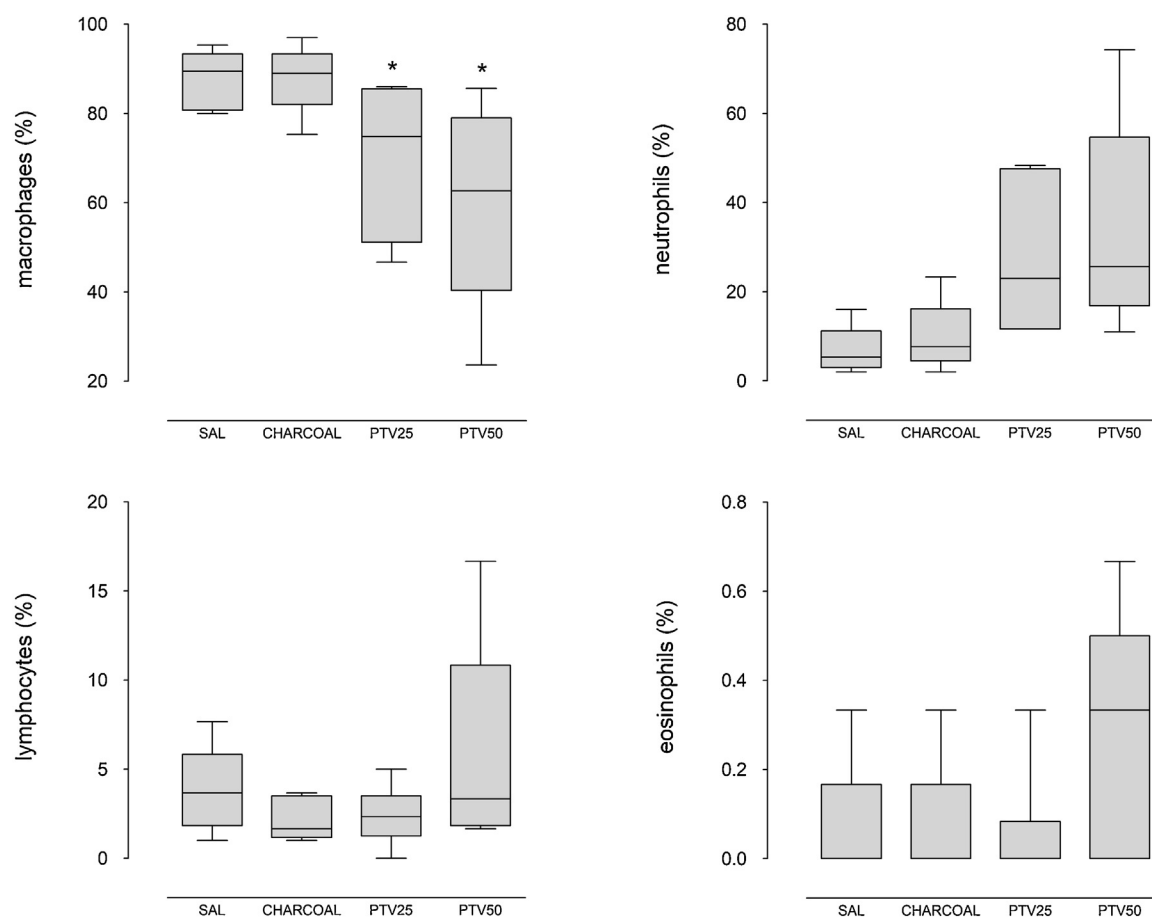 macrophages (%)
100
80
60
40
20
*
*
SAL CHARCOAL PTV25 PTV50
neutrophils (%)
80
60
40
20
0
SAL CHARCOAL PTV25 PTV50
lymphocytes (%)
20
15
10
5
0
SAL CHARCOAL PTV25 PTV50
eosinophils (%)
0.8
0.6
0.4
0.2
0.0
SAL CHARCOAL PTV25 PTV50